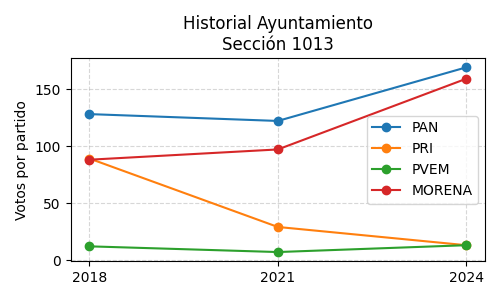 Historial Ayuntamiento
Sección 1013
Votos por partido
150
100
50
0
PAN
PRI
PVEM
MORENA
2018
2021
2024